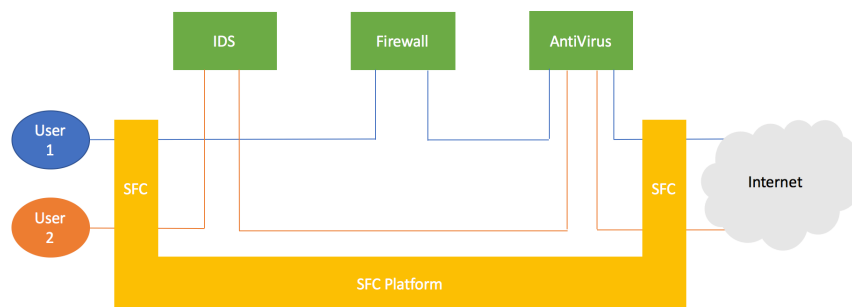 IDS
Firewall
AntiVirus
User
1
SFC
SFC
Internet
User
2
SFC Platform